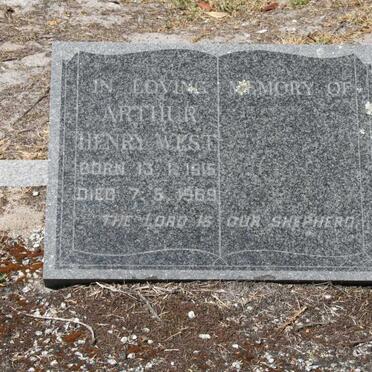 IN LOVING MEMORY OF
ARTHUR
HENRY WEST
BORN 13.1.1616
DIED 7.5.1969
THE LORD IS OUR SHEPHERD